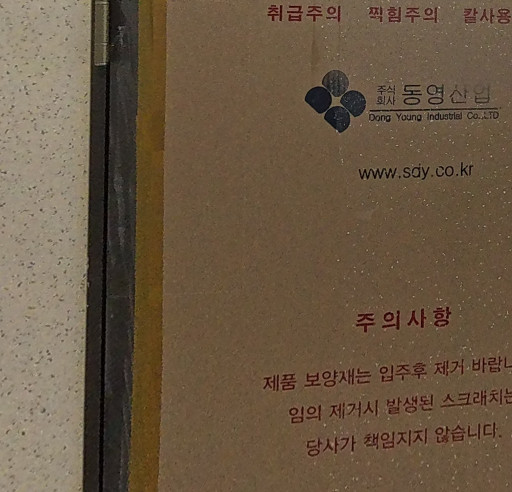 취급주의 찍힘주의 칼사용
주식
회사 동영산업
Dong Young Industrial Co.,LTD
www.sdy.co.kr
주의사항
제품 보양재는 입주후 제거 바랍니
임의 제거시 발생된 스크래치는
당사가 책임지지 않습니다.